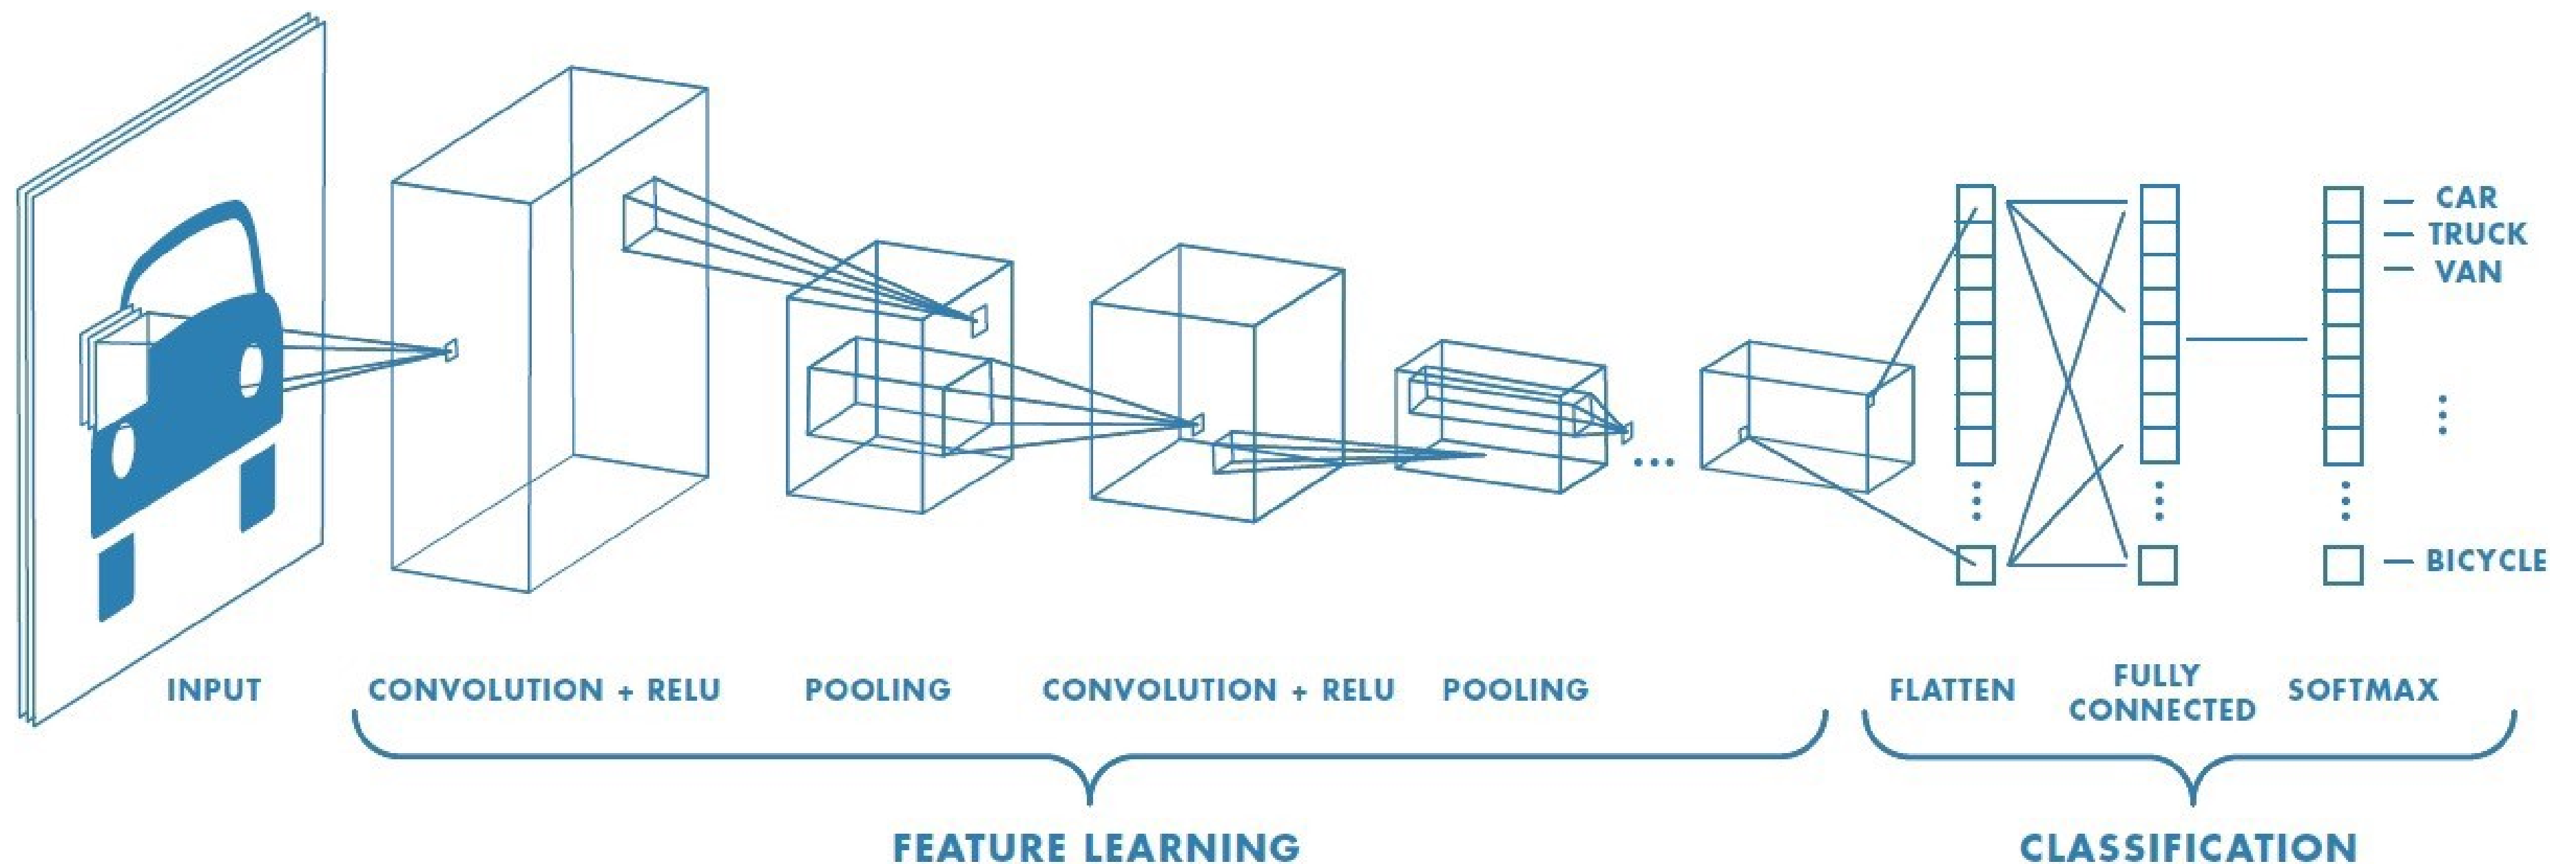 CAR
TRUCK
VAN
BICYCLE
INPUT
CONVOLUTION + RELU
POOLING
CONVOLUTION + RELU
POOLING
FLATTEN
FULLY
CONNECTED
SOFTMAX
FEATURE LEARNING
CLASSIFICATION